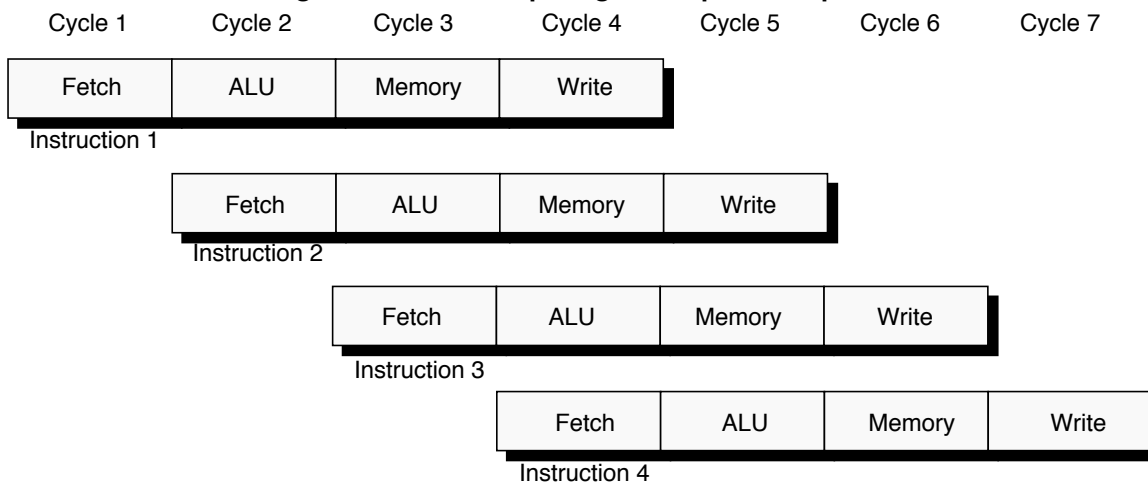 Cycle 1 Cycle 2 Cycle 3 Cycle 4 Cycle 5 Cycle 6 Cycle 7
Fetch ALU Memory Write
Instruction 1
Fetch ALU Memory Write
Instruction 2
Fetch ALU Memory Write
Instruction 3
Fetch ALU Memory Write
Instruction 4